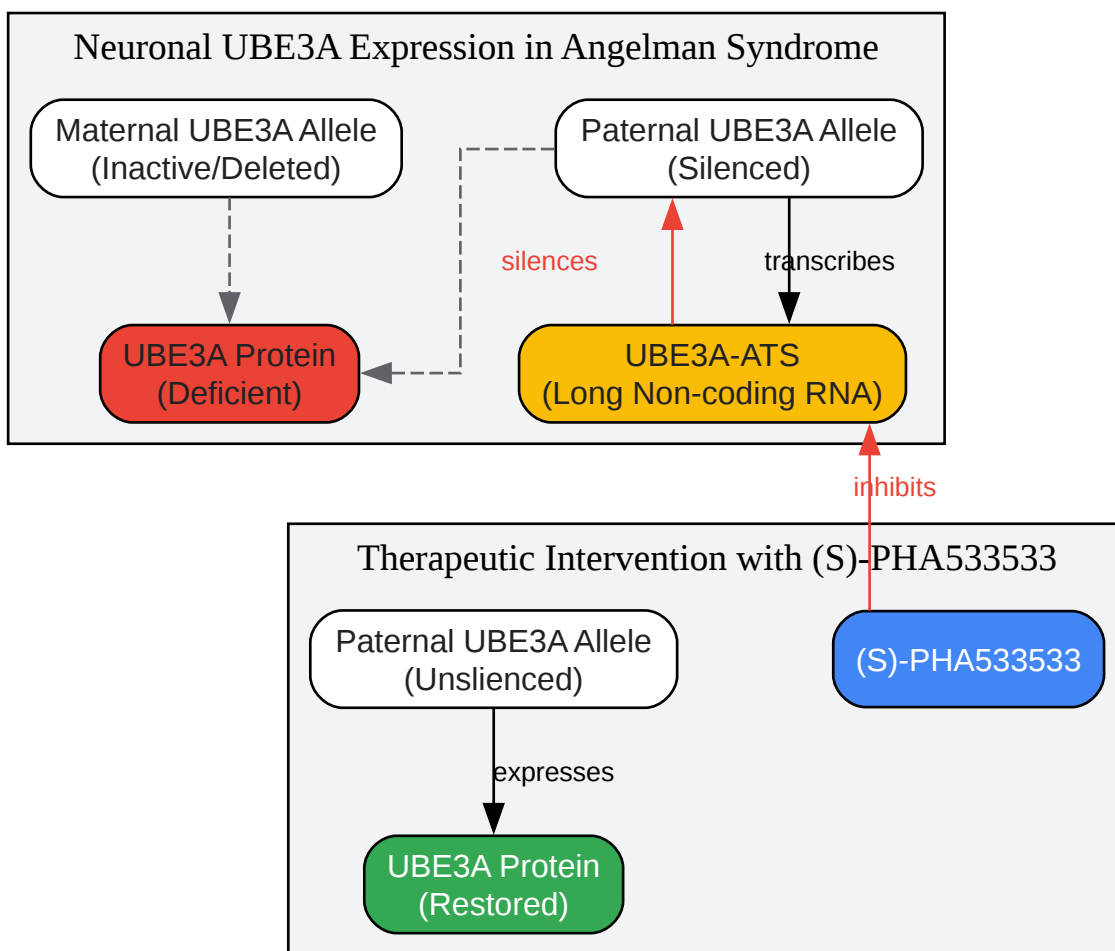 Neuronal UBE3A Expression in Angelman Syndrome
Maternal UBE3A Allele
(Inactive/Deleted)
Paternal UBE3A Allele
(Silenced)
silences
transcribes
UBE3A Protein
(Deficient)
UBE3A-ATS
(Long Non-coding RNA)
inhibits
Therapeutic Intervention with (S)-PHA533533
Paternal UBE3A Allele
(Unslienced)
(S)-PHA533533
expresses
UBE3A Protein
(Restored)